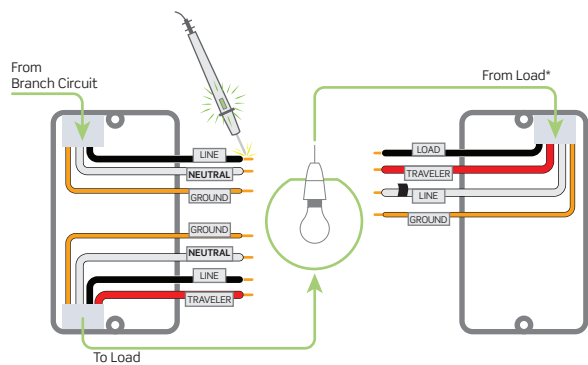 From
Branch Circuit
LINE
NEUTRAL
GROUND
GROUND
NEUTRAL
LINE
TRAVELER
To Load
From Load*
LOAD
TRAVELER
LINE
GROUND